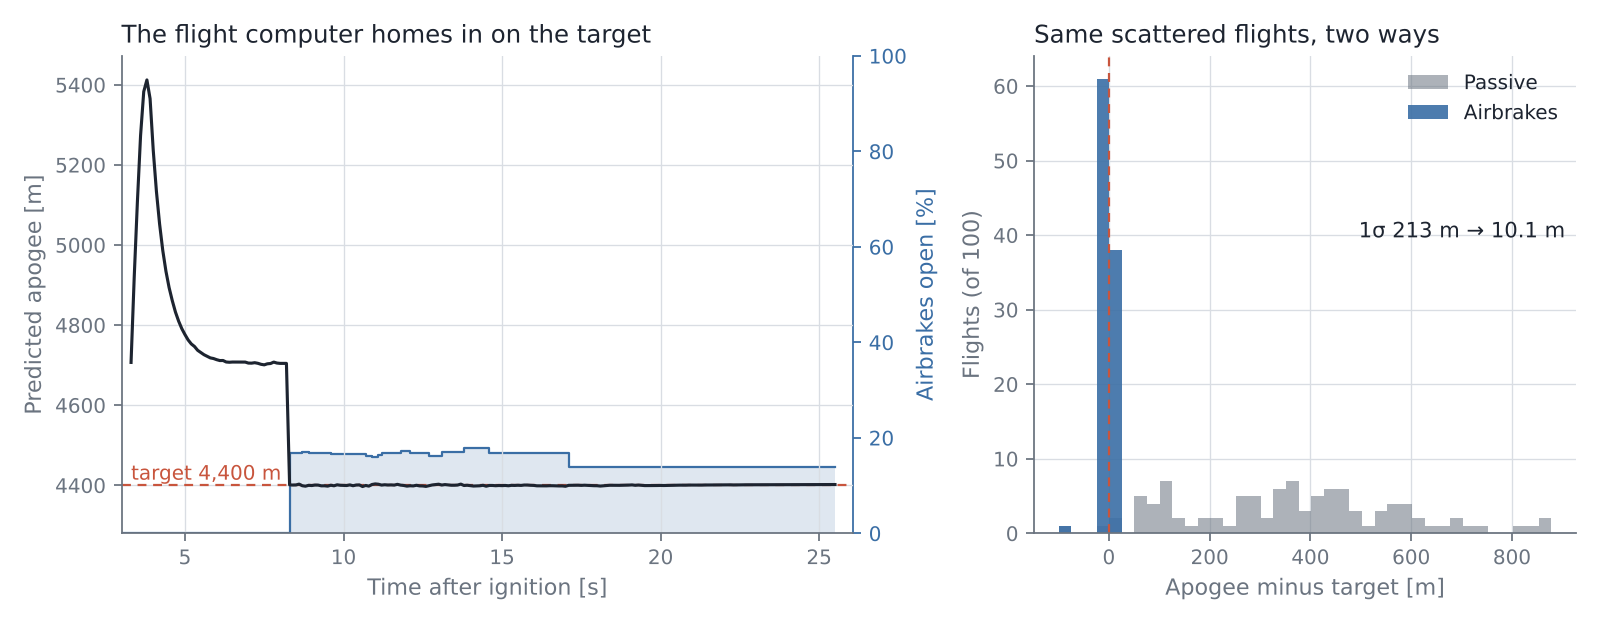 The flight computer homes in on the target
Predicted apogee [m]
5400
5200
5000
4800
4600
4400
target 4,400 m
5
10
15
20
25
Time after ignition [s]
100
80
60
40
20
0
Airbrakes open [%]
Same scattered flights, two ways
Flights (of 100)
60
50
40
30
20
10
0
Passive
Airbrakes
1σ 213 m → 10.1 m
0
200
400
600
800
Apogee minus target [m]